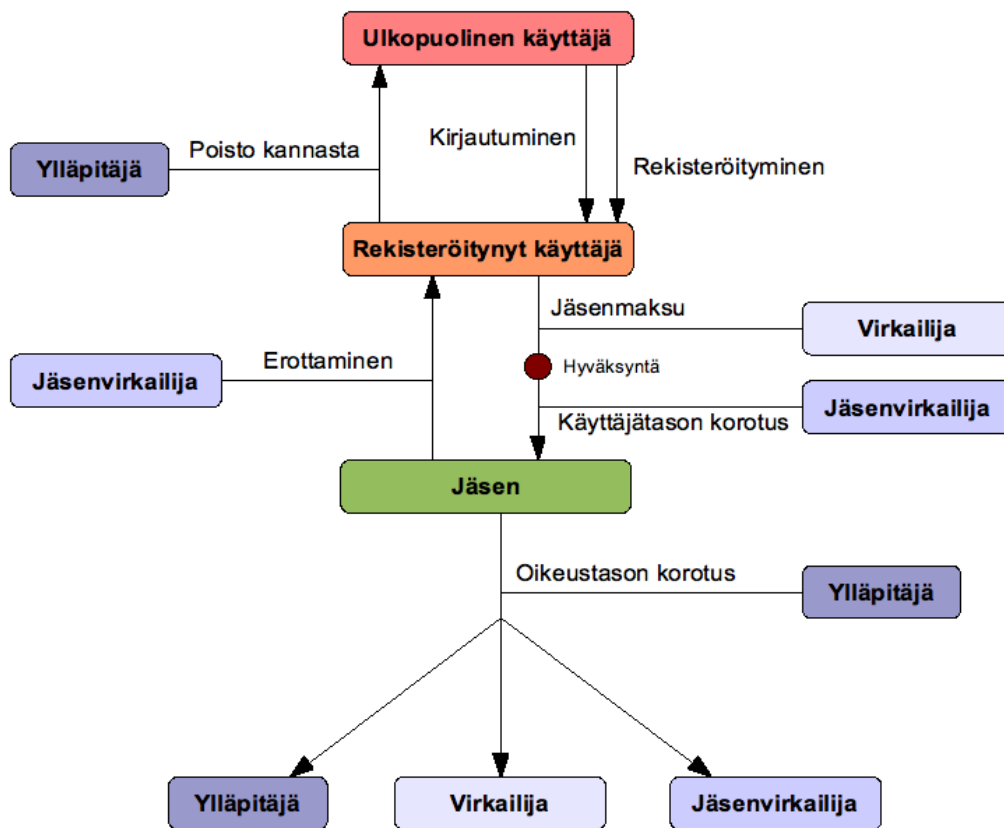 Ulkopuolinen käyttäjä
Kirjautuminen
Poisto kannasta
Ylläpitäjä
Rekisteröityminen
Rekisteröitynyt käyttäjä
Jäsenmaksu
Virkailija
Erottaminen
Hyväksyntä
Jäsenvirkailija
Käyttäjätason korotus
Jäsenvirkailija
Jäsen
Oikeustason korotus
Ylläpitäjä
Ylläpitäjä
Virkailija
Jäsenvirkailija